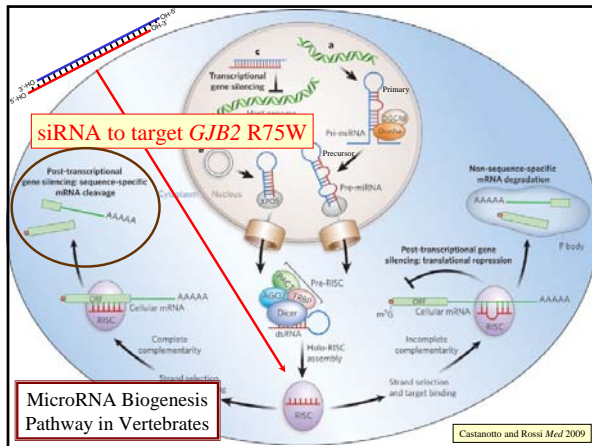 OH-5'
OH-3'
3'-HO
5'-HO
c
a
Transcriptional
gene silencing
Primary
siRNA to target GJB2 R75W
DGCR8
Drosha
Pri-miRNA
Precursor
Post-transcriptional
gene silencing: sequence-specific
mRNA cleavage
AAAAA
Cytoplasm
Nucleus
XPO5
Pre-miRNA
Non-sequence-specific
mRNA degradation
AAAAA
P body
Post-transcriptional gene
silencing: translational repression
PACT
AGO2
TRBP
Pre-RISC
Dicer
dsRNA
ORF
AAAAA
Cellular mRNA
RISC
m7G
ORF
AAAAA
Cellular mRNA
RISC
Complete
complementarity
Holo-RISC
assembly
Incomplete
complementarity
Strand selection
Strand selection
and target binding
RISC
MicroRNA Biogenesis
Pathway in Vertebrates
Castanotto and Rossi Med 2009